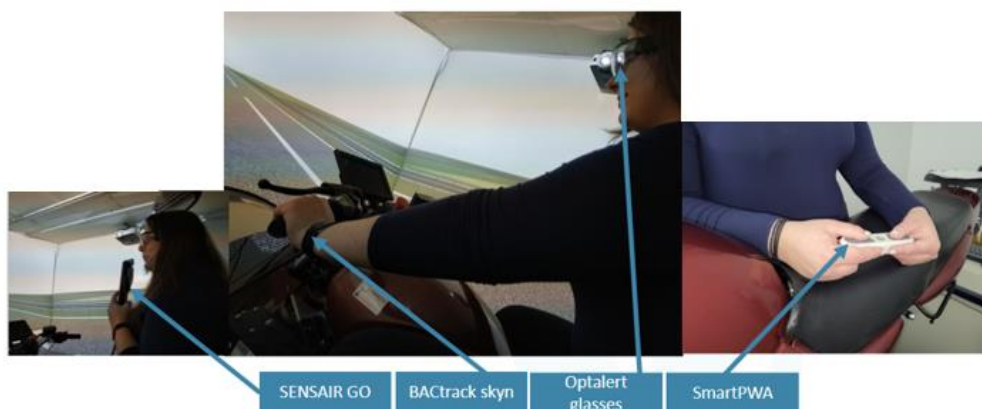 SENSAIR GO
BACtrack skyn
Optalert
glasses
SmartPWA